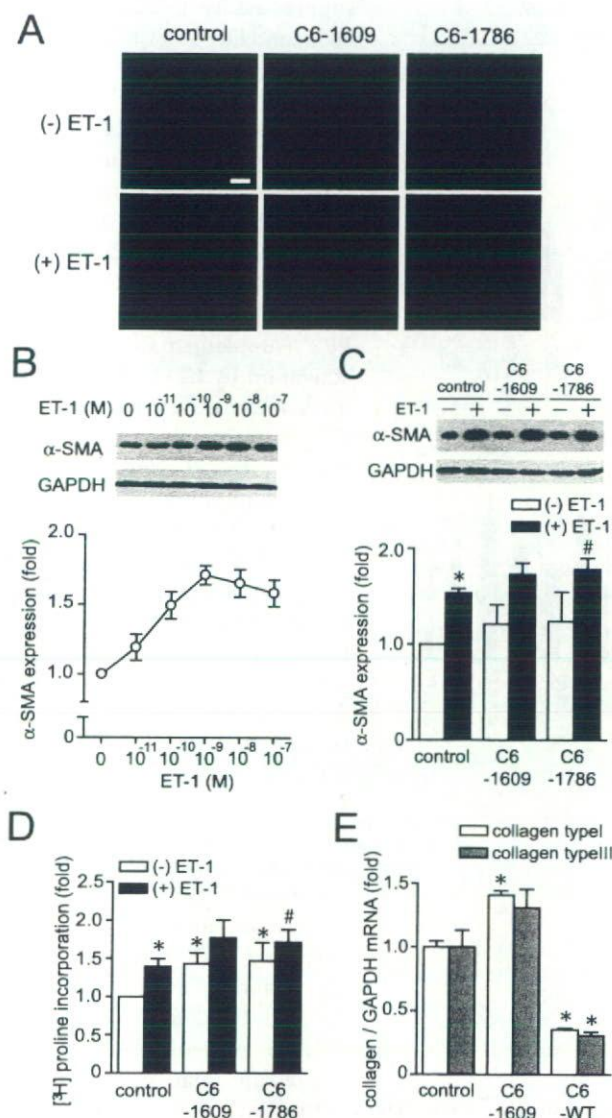 A
control C6-1609 C6-1786
(-) ET-1
(+) ET-1
B
ET-1 (M) 0 10⁻¹¹ 10⁻¹⁰ 10⁻⁹ 10⁻⁸ 10⁻⁷
α-SMA
GAPDH
α-SMA expression (fold)
2.0
1.5
1.0
0
0 10⁻¹¹ 10⁻¹⁰ 10⁻⁹ 10⁻⁸ 10⁻⁷
ET-1 (M)
C
control C6 -1609 C6 -1786
ET-1 − + − + − +
α-SMA
GAPDH
(-) ET-1
(+) ET-1
α-SMA expression (fold)
2.0
1.0
0
* #
control C6 -1609 C6 -1786
D
(-) ET-1
(+) ET-1
[³H] proline incorporation (fold)
2.5
2.0
1.5
1.0
0.5
0
* * * #
control C6 -1609 C6 -1786
E
collagen typeI
collagen typeIII
collagen / GAPDH mRNA (fold)
1.5
1.0
0.5
0
* * *
control C6 -1609 C6 -WT